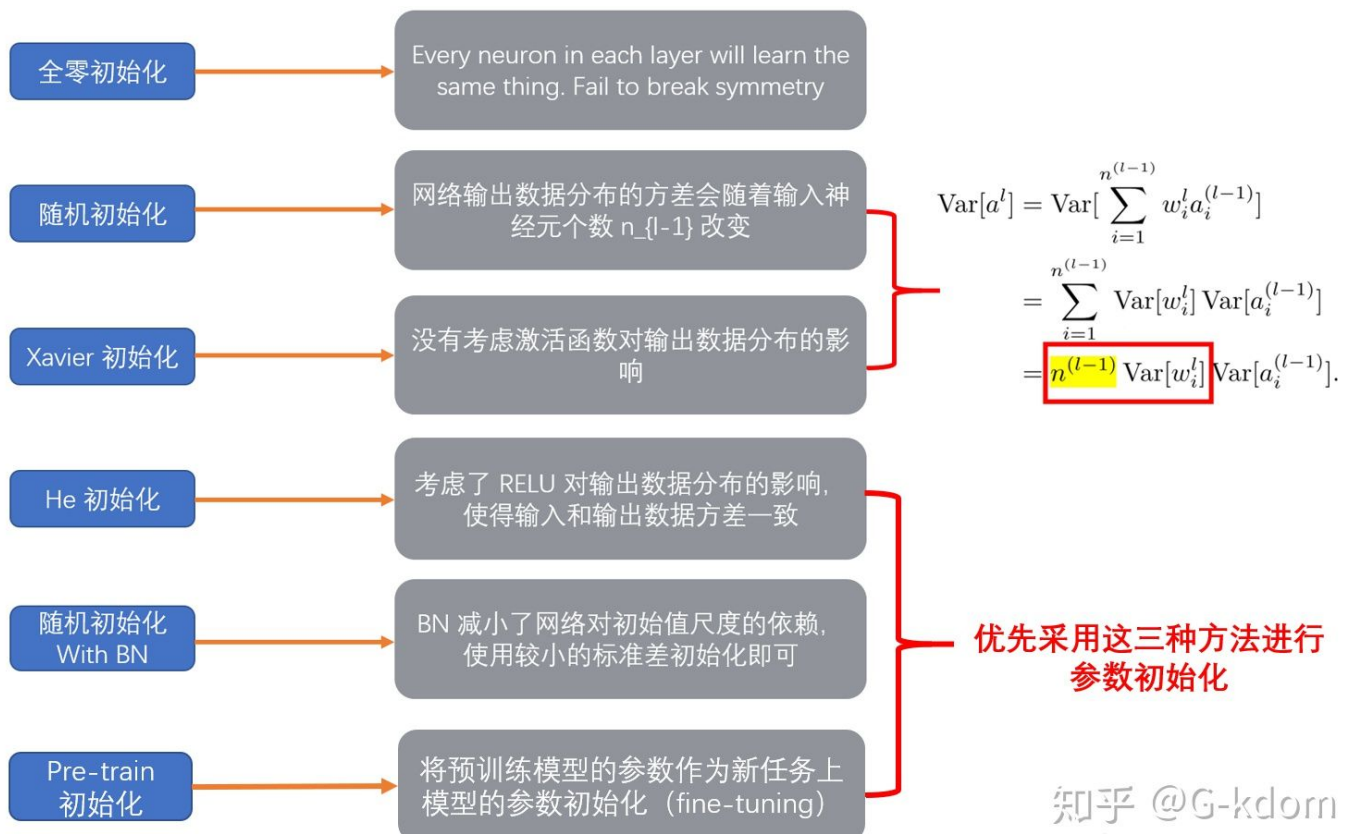 全零初始化
Every neuron in each layer will learn the
same thing. Fail to break symmetry
随机初始化
网络输出数据分布的方差会随着输入神
经元个数 n_{l-1} 改变
Xavier 初始化
没有考虑激活函数对输出数据分布的影
响
Var[a^l] = Var[∑_{i=1}^{n^{(l-1)}} w_i^l a_i^{(l-1)}]
= ∑_{i=1}^{n^{(l-1)}} Var[w_i^l] Var[a_i^{(l-1)}]
= n^{(l-1)} Var[w_i^l] Var[a_i^{(l-1)}].
He 初始化
考虑了 RELU 对输出数据分布的影响,
使得输入和输出数据方差一致
随机初始化
With BN
BN 减小了网络对初始值尺度的依赖,
使用较小的标准差初始化即可
Pre-train
初始化
将预训练模型的参数作为新任务上
模型的参数初始化（fine-tuning）
优先采用这三种方法进行
参数初始化
知乎 @G-kdom